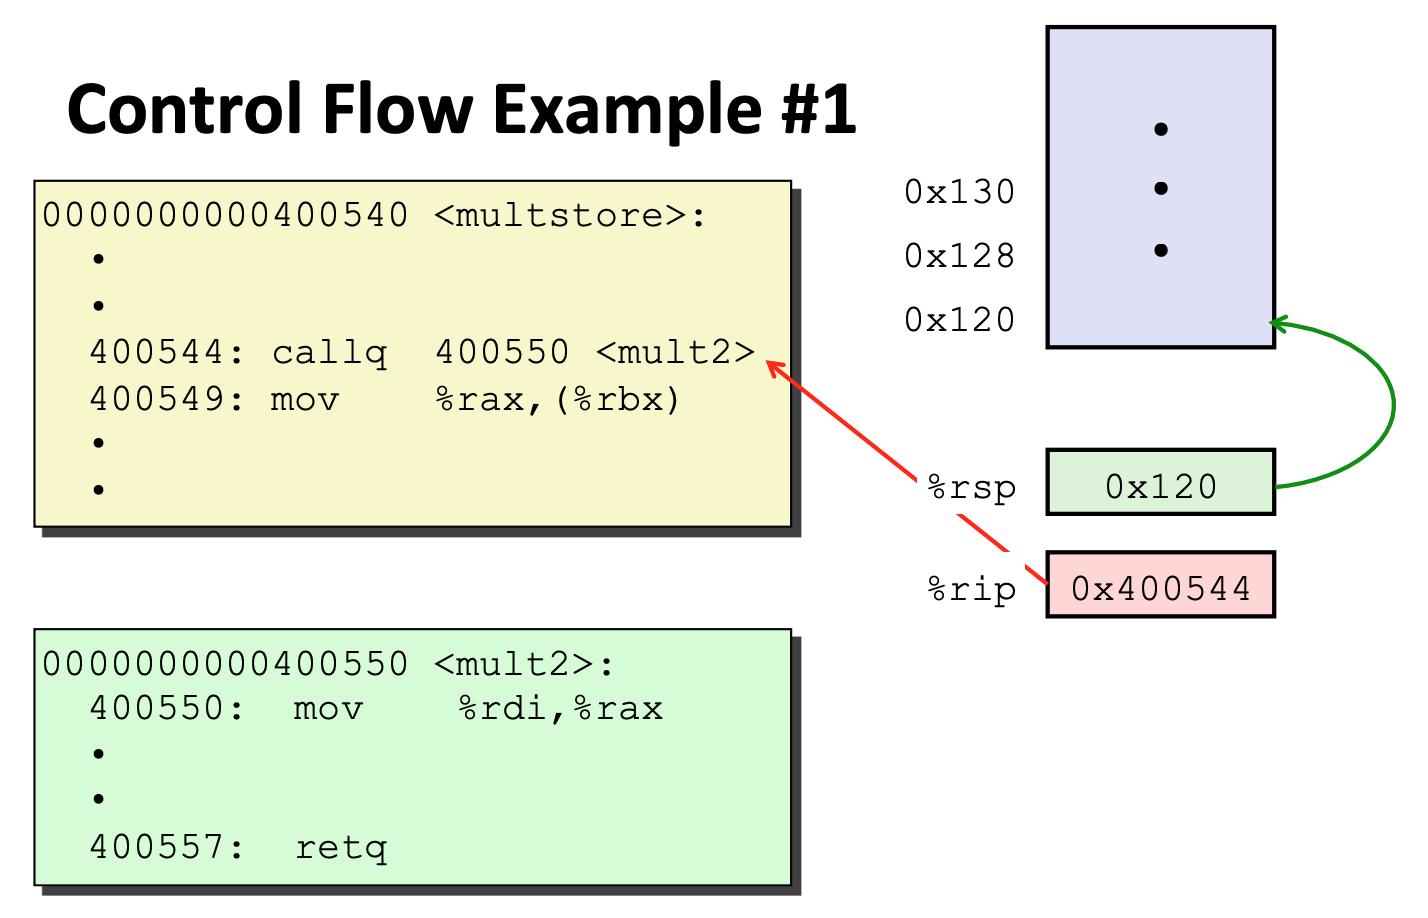 Control Flow Example #1
0000000000400540 <multstore>:
•
•
400544: callq 400550 <mult2>
400549: mov %rax,(%rbx)
•
•
0000000000400550 <mult2>:
400550: mov %rdi,%rax
•
•
400557: retq
•
0x130 •
0x128 •
0x120
%rsp 0x120
%rip 0x400544